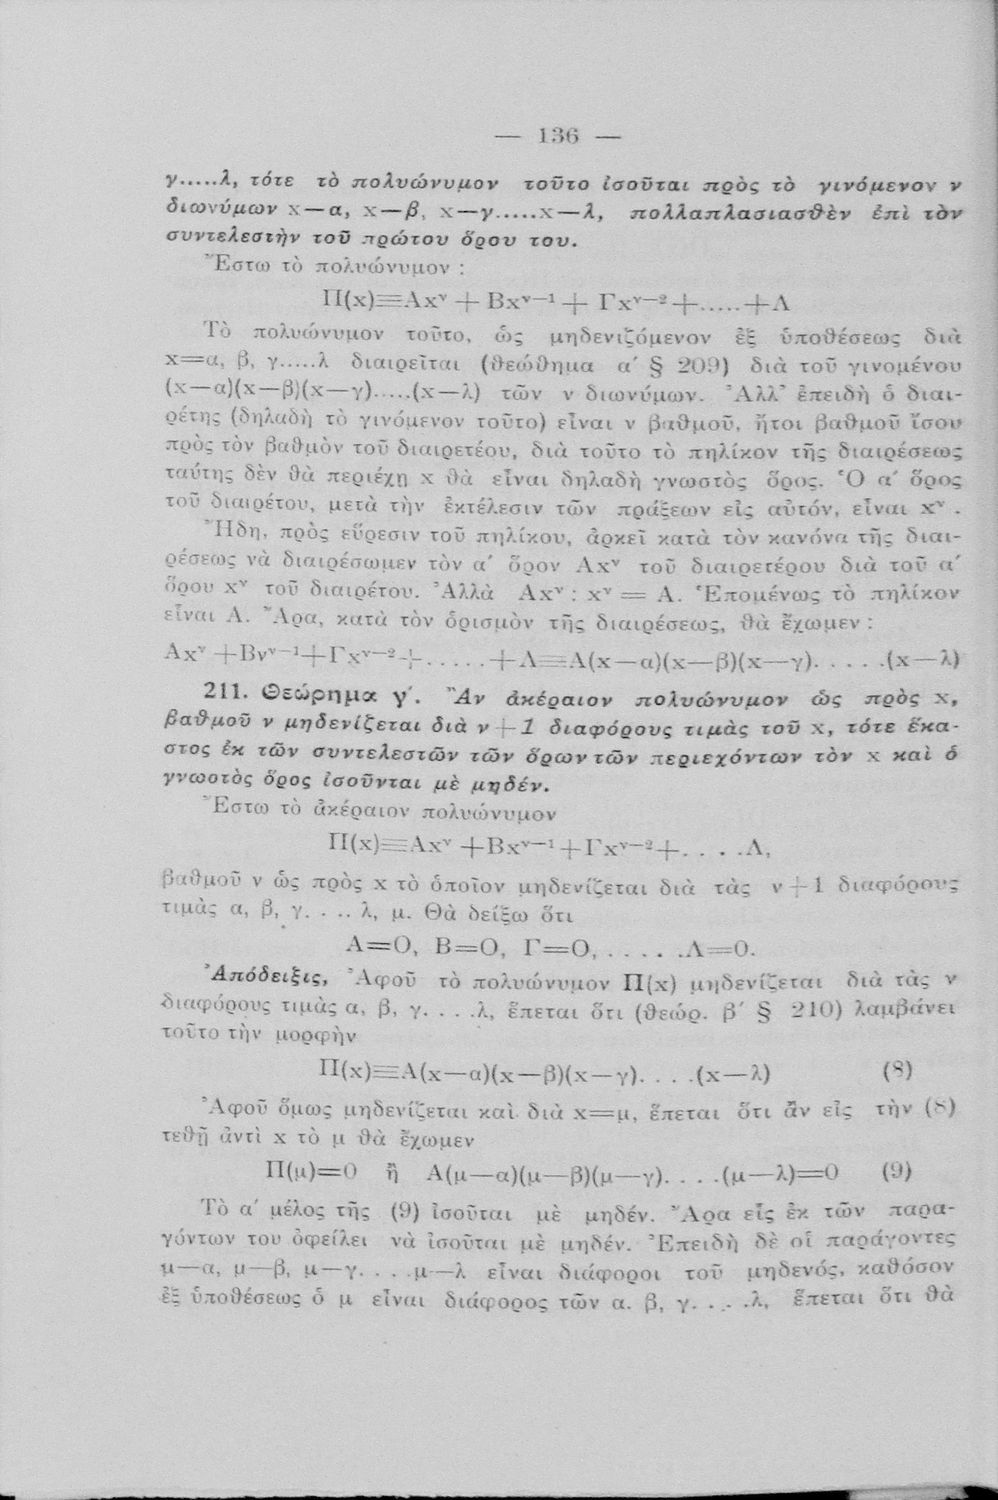 — 136 —
γ.....λ, τότε τὸ πολυώνυμον τοῦτο ἰσοῦται πρὸς τὸ γινόμενον ν
διωνύμων x—α, x—β, x—γ.....x—λ, πολλαπλασιασθὲν ἐπὶ τὸν
συντελεστὴν τοῦ πρώτου ὅρου του.
Ἔστω τὸ πολυώνυμον :
Π(x)≡Αxᵛ + Βxᵛ—¹ + Γxᵛ—² +.....+Λ
Τὸ πολυώνυμον τοῦτο, ὡς μηδενιζόμενον ἐξ ὑποθέσεως διὰ
x=α, β, γ.....λ διαιρεῖται (θεώθημα α΄ § 209) διὰ τοῦ γινομένου
(x—α)(x—β)(x—γ).....(x—λ) τῶν ν διωνύμων. Ἀλλ' ἐπειδὴ ὁ διαι-
ρέτης (δηλαδὴ τὸ γινόμενον τοῦτο) εἶναι ν βαθμοῦ, ἤτοι βαθμοῦ ἴσου
πρὸς τὸν βαθμὸν τοῦ διαιρετέου, διὰ τοῦτο τὸ πηλίκον τῆς διαιρέσεως
ταύτης δὲν θὰ περιέχῃ x θὰ εἶναι δηλαδὴ γνωστὸς ὅρος. Ὁ α΄ ὅρος
τοῦ διαιρέτου, μετὰ τὴν ἐκτέλεσιν τῶν πράξεων εἰς αὐτόν, εἶναι xᵛ .
Ἤδη, πρὸς εὕρεσιν τοῦ πηλίκου, ἀρκεῖ κατὰ τὸν κανόνα τῆς διαι-
ρέσεως νὰ διαιρέσωμεν τὸν α΄ ὅρον Αxᵛ τοῦ διαιρετέρου διὰ τοῦ α΄
ὅρου xᵛ τοῦ διαιρέτου. Ἀλλὰ Αxᵛ : xᵛ = Α. Ἑπομένως τὸ πηλίκον
εἶναι Α. Ἄρα, κατὰ τὸν ὁρισμὸν τῆς διαιρέσεως, θὰ ἔχωμεν :
Αxᵛ +Βνᵛ—¹+Γxᵛ—²+.....+Λ=Α(x—α)(x—β)(x—γ).....(x—λ)
211. Θεώρημα γ΄. Ἂν ἀκέραιον πολυώνυμον ὡς πρὸς x,
βαθμοῦ ν μηδενίζεται διὰ ν+1 διαφόρους τιμὰς τοῦ x, τότε ἕκα-
στος ἐκ τῶν συντελεστῶν τῶν ὅρων τῶν περιεχόντων τὸν x καὶ ὁ
γνωστὸς ὅρος ἰσοῦνται μὲ μηδέν.
Ἔστω τὸ ἀκέραιον πολυώνυμον
Π(x)≡Αxᵛ +Βxᵛ—¹+Γxᵛ—²+. . . .Λ,
βαθμοῦ ν ὡς πρὸς x τὸ ὁποῖον μηδενίζεται διὰ τὰς ν+1 διαφόρους
τιμὰς α, β, γ. . .. λ, μ. Θὰ δείξω ὅτι
Α=Ο, Β=Ο, Γ=Ο,. . . . . .Λ=0.
Ἀπόδειξις, Ἀφοῦ τὸ πολυώνυμον Π(x) μηδενίζεται διὰ τὰς ν
διαφόρους τιμὰς α, β, γ. . . .λ, ἕπεται ὅτι (θεώρ. β΄ § 210) λαμβάνει
τοῦτο τὴν μορφὴν
Π(x)≡Α(x—α)(x—β)(x—γ). . . .(x—λ) (8)
Ἀφοῦ ὅμως μηδενίζεται καὶ διὰ x=μ, ἕπεται ὅτι ἂν εἰς τὴν (8)
τεθῇ ἀντὶ x τὸ μ θὰ ἔχωμεν
Π(μ)=0 ἢ Α(μ—α)(μ—β)(μ—γ). . . .(μ—λ)=0 (9)
Τὸ α΄ μέλος τῆς (9) ἰσοῦται μὲ μηδέν. Ἄρα εἷς ἐκ τῶν παρα-
γόντων του ὀφείλει νὰ ἰσοῦται μὲ μηδέν. Ἐπειδὴ δὲ οἱ παράγοντες
μ—α, μ—β, μ—γ. . . .μ—λ εἶναι διάφοροι τοῦ μηδενός, καθόσον
ἐξ ὑποθέσεως ὁ μ εἶναι διάφορος τῶν α. β, γ. . . .λ, ἕπεται ὅτι θὰ